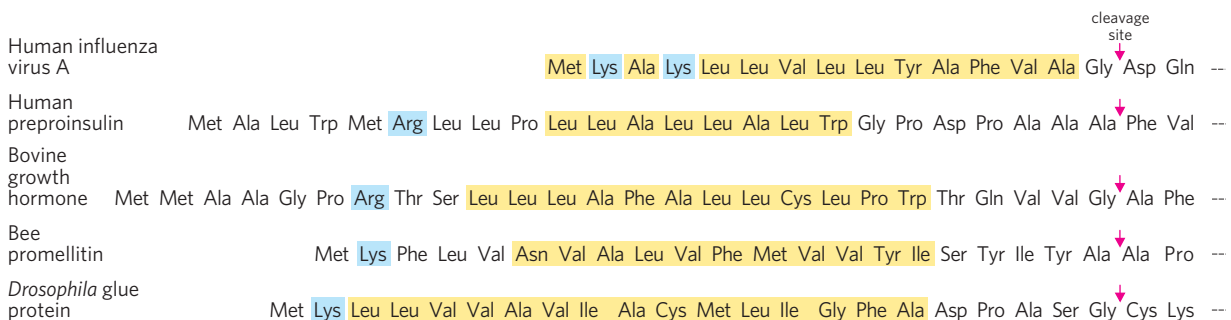 cleavage
site
Human influenza
virus A
Met Lys Ala Lys Leu Leu Val Leu Leu Tyr Ala Phe Val Ala Gly Asp Gln ---
Human
preproinsulin
Met Ala Leu Trp Met Arg Leu Leu Pro Leu Leu Ala Leu Leu Ala Leu Trp Gly Pro Asp Pro Ala Ala Ala Phe Val ---
Bovine
growth
hormone
Met Met Ala Ala Gly Pro Arg Thr Ser Leu Leu Leu Ala Phe Ala Leu Leu Cys Leu Pro Trp Thr Gln Val Val Gly Ala Phe ---
Bee
promellitin
Met Lys Phe Leu Val Asn Val Ala Leu Val Phe Met Val Val Tyr Ile Ser Tyr Ile Tyr Ala Ala Pro ---
Drosophila glue
protein
Met Lys Leu Leu Val Val Ala Val Ile Ala Cys Met Leu Ile Gly Phe Ala Asp Pro Ala Ser Gly Cys Lys ---